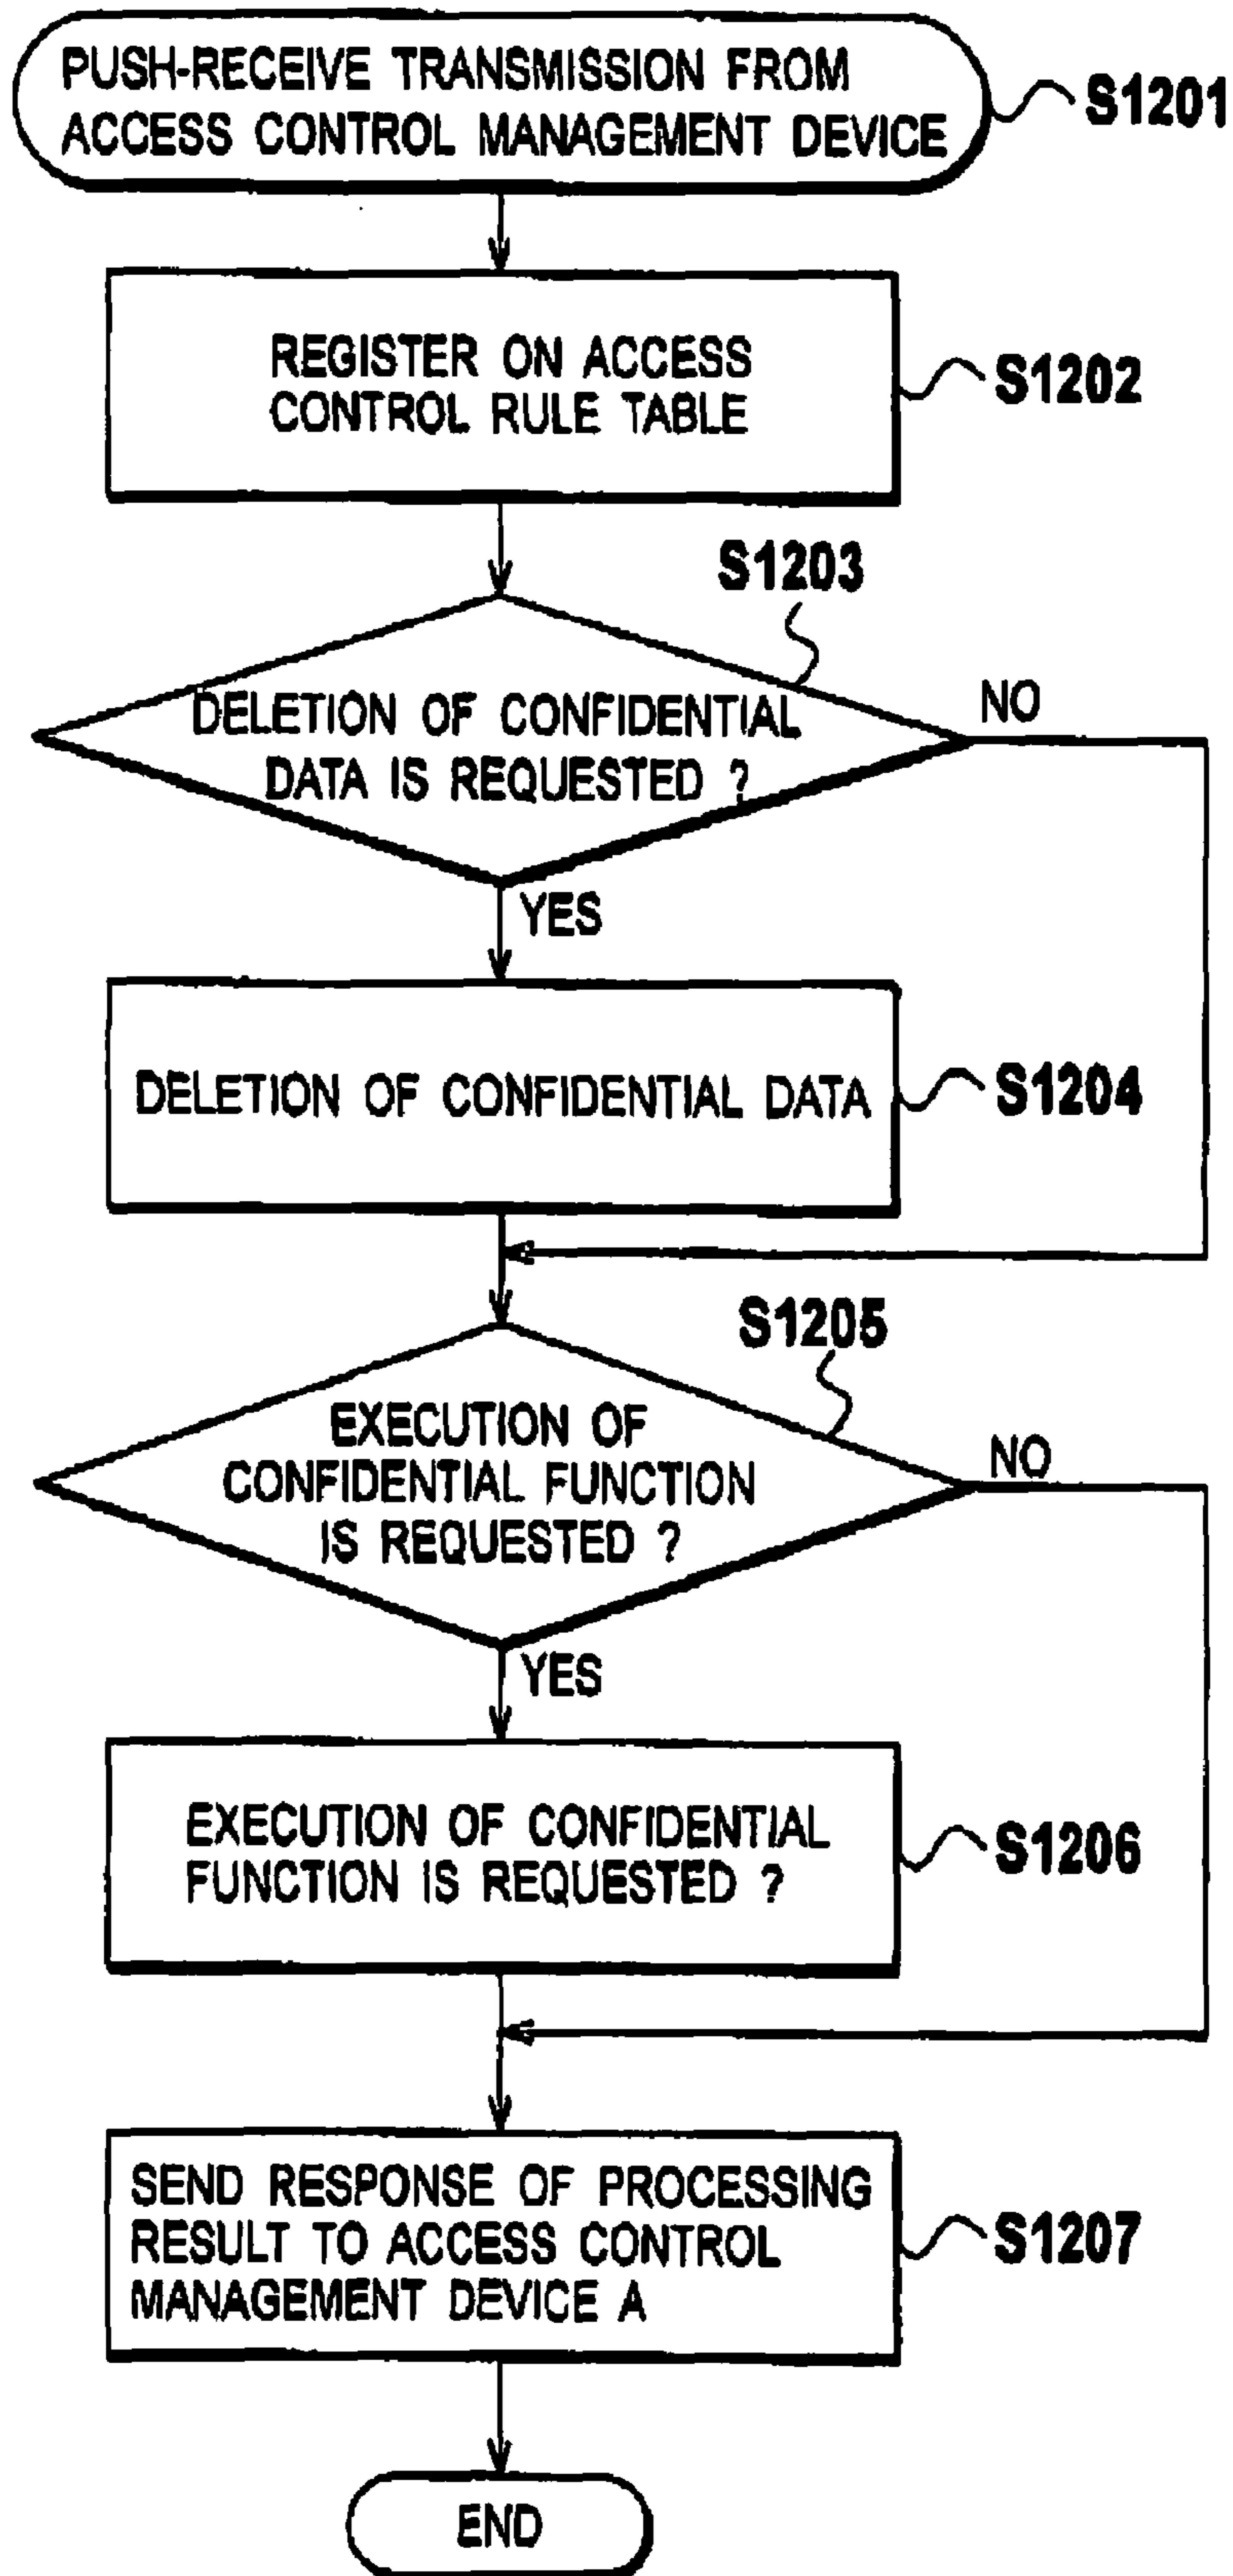 PUSH-RECEIVE TRANSMISSION FROM
ACCESS CONTROL MANAGEMENT DEVICE
S1201
REGISTER ON ACCESS
CONTROL RULE TABLE
S1202
S1203
DELETION OF CONFIDENTIAL
DATA IS REQUESTED ?
NO
YES
DELETION OF CONFIDENTIAL DATA
S1204
S1205
EXECUTION OF
CONFIDENTIAL FUNCTION
IS REQUESTED ?
NO
YES
EXECUTION OF CONFIDENTIAL
FUNCTION IS REQUESTED ?
S1206
SEND RESPONSE OF PROCESSING
RESULT TO ACCESS CONTROL
MANAGEMENT DEVICE A
S1207
END